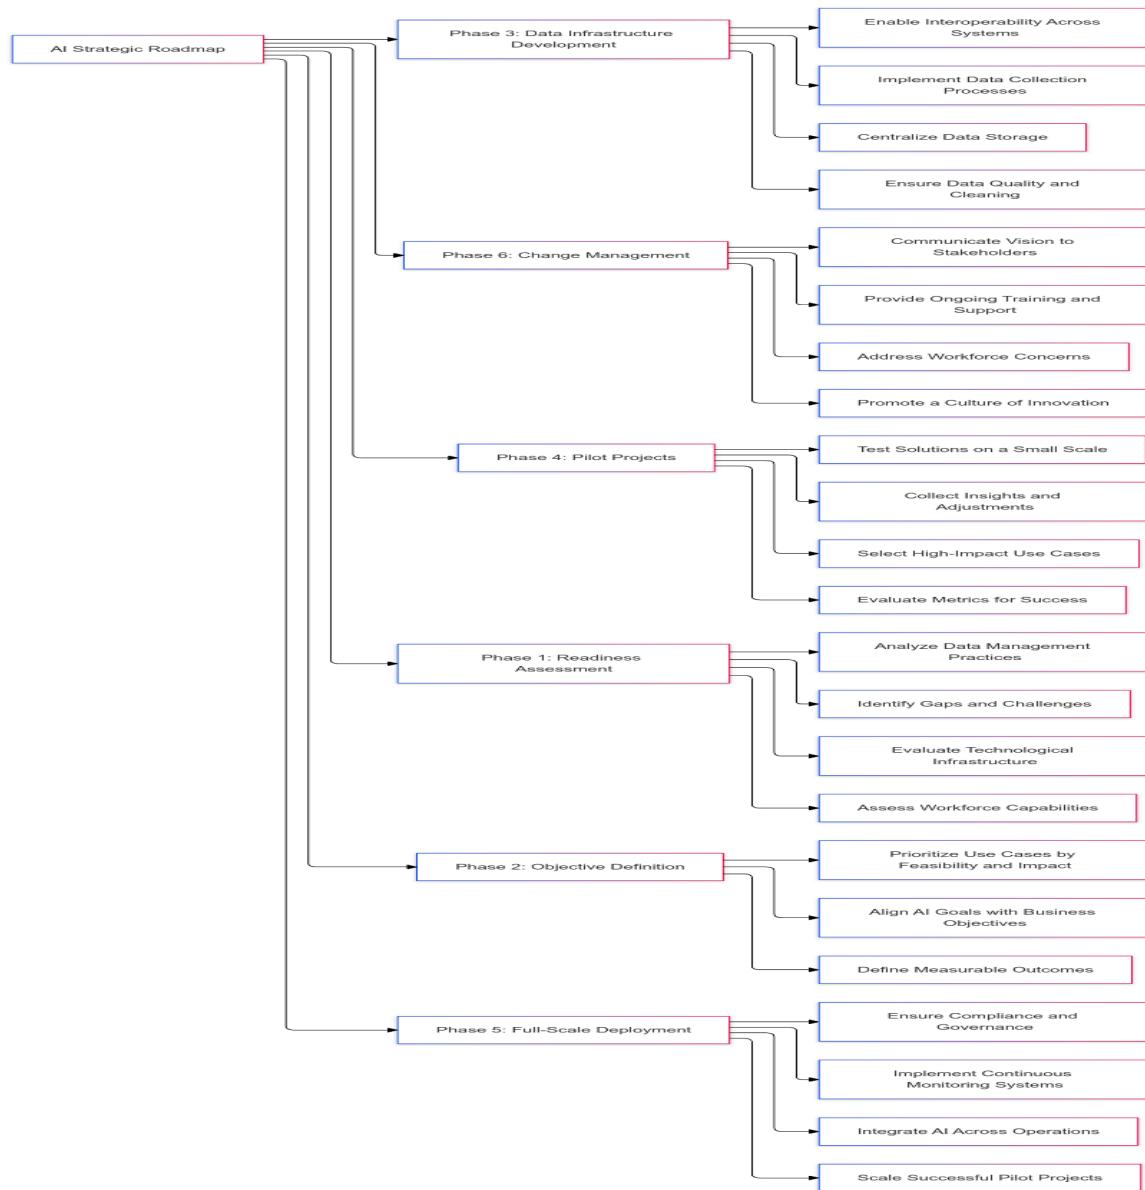 AI Strategic Roadmap
Phase 3: Data Infrastructure
Development
Enable Interoperability Across
Systems
Implement Data Collection
Processes
Centralize Data Storage
Ensure Data Quality and
Cleaning
Phase 6: Change Management
Communicate Vision to
Stakeholders
Provide Ongoing Training and
Support
Address Workforce Concerns
Promote a Culture of Innovation
Phase 4: Pilot Projects
Test Solutions on a Small Scale
Collect Insights and
Adjustments
Select High-Impact Use Cases
Evaluate Metrics for Success
Phase 1: Readiness
Assessment
Analyze Data Management
Practices
Identify Gaps and Challenges
Evaluate Technological
Infrastructure
Assess Workforce Capabilities
Phase 2: Objective Definition
Prioritize Use Cases by
Feasibility and Impact
Align AI Goals with Business
Objectives
Define Measurable Outcomes
Phase 5: Full-Scale Deployment
Ensure Compliance and
Governance
Implement Continuous
Monitoring Systems
Integrate AI Across Operations
Scale Successful Pilot Projects